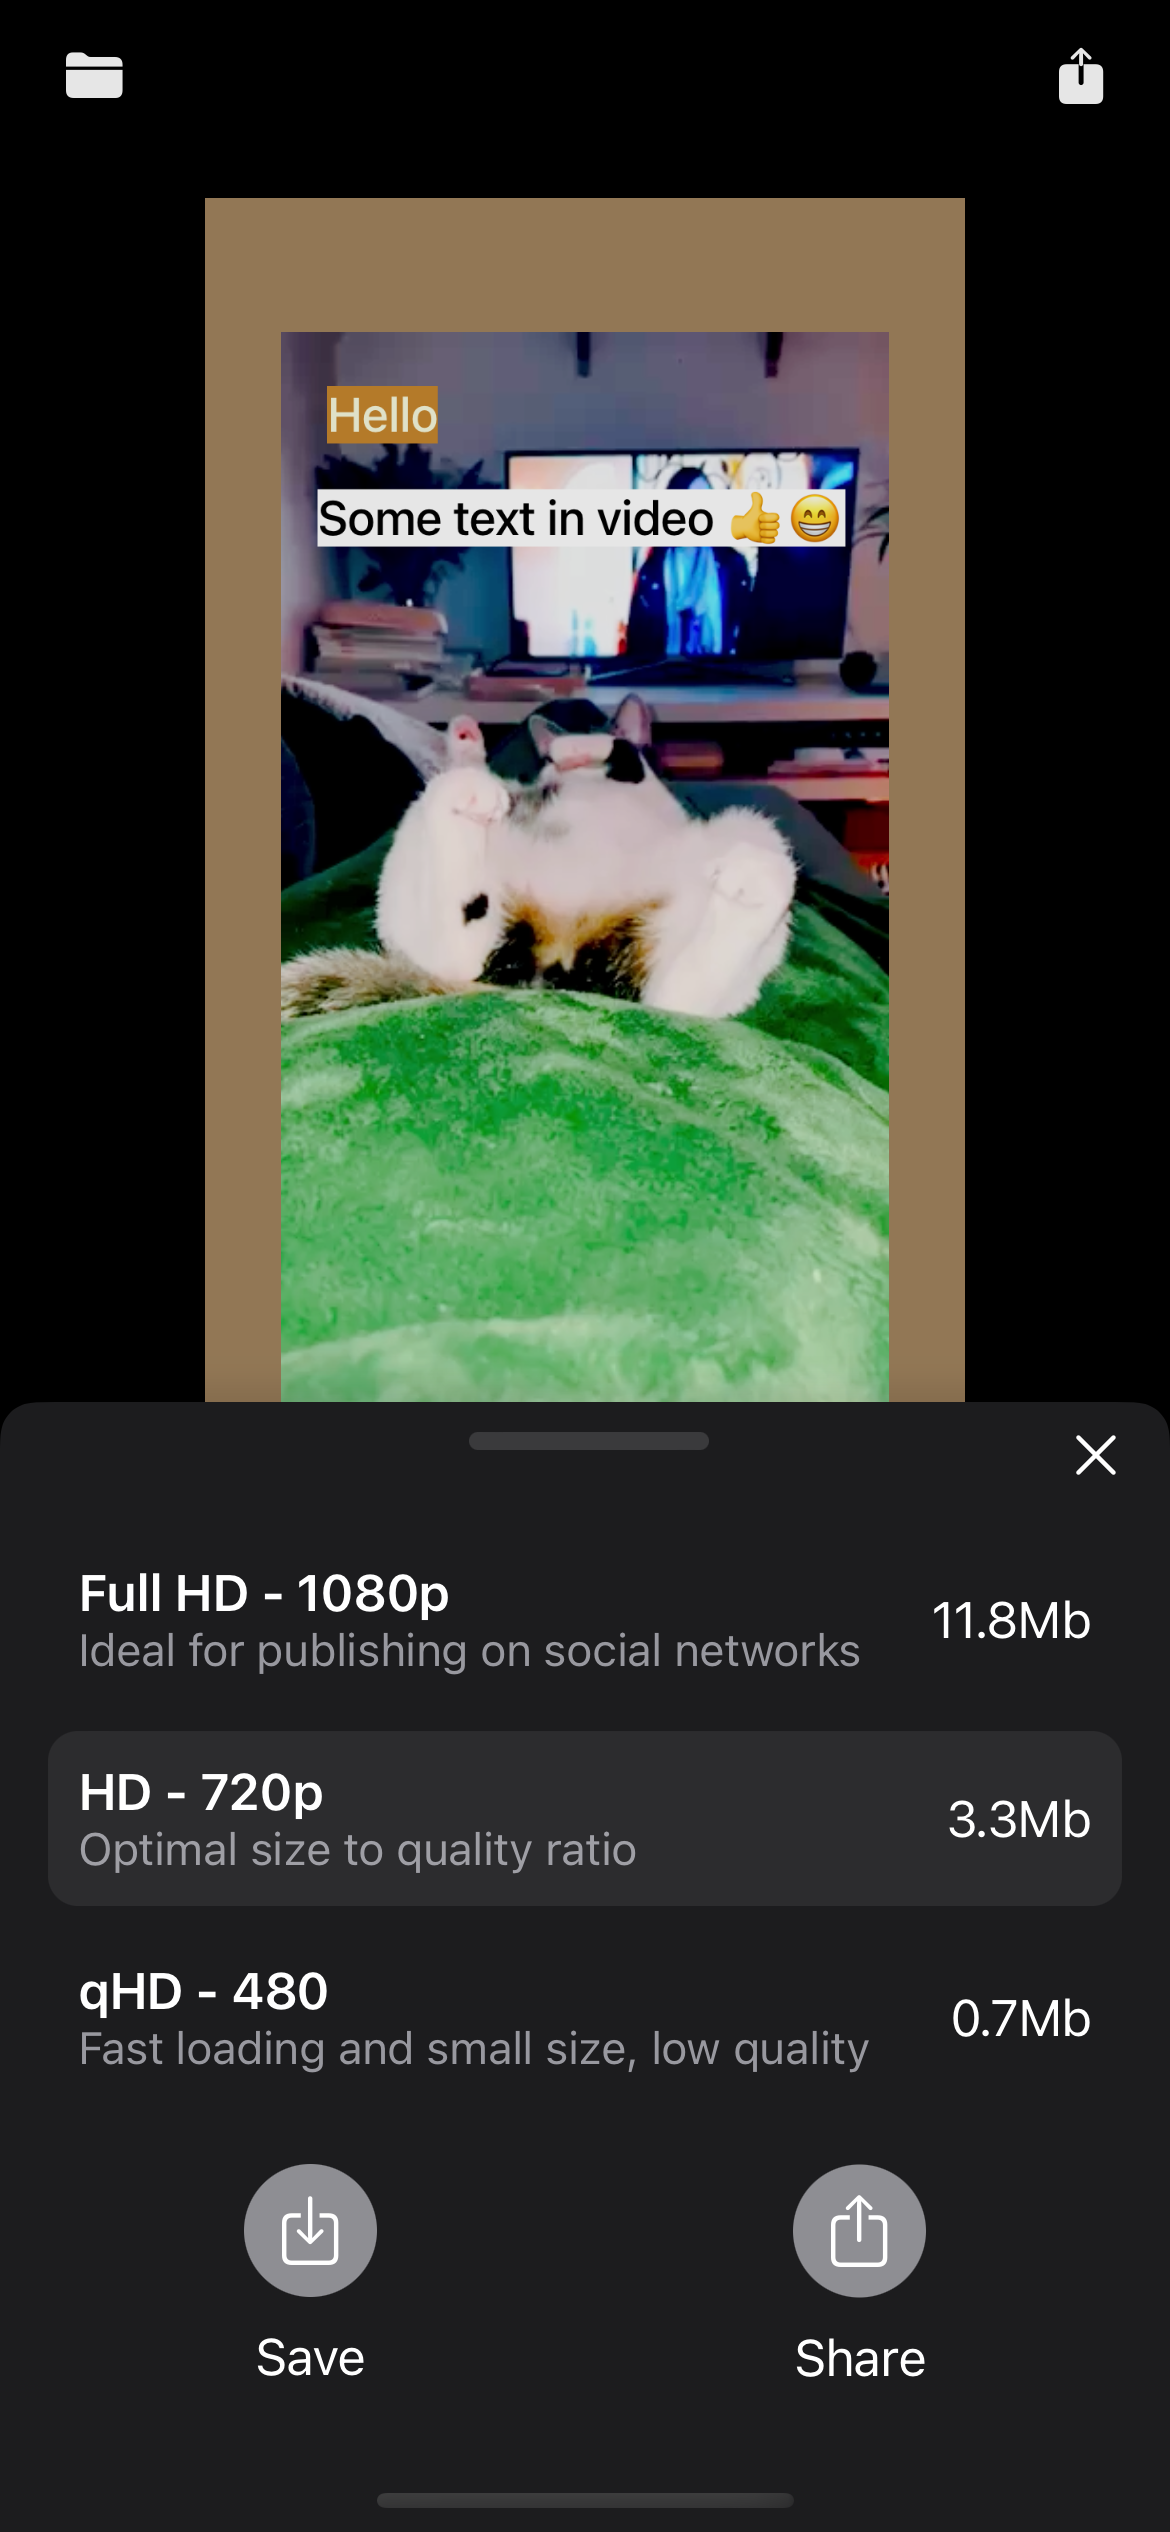 Hello
Some text in video 👍😁
Full HD - 1080p
Ideal for publishing on social networks
11.8Mb
HD - 720p
Optimal size to quality ratio
3.3Mb
qHD - 480
Fast loading and small size, low quality
0.7Mb
Save
Share